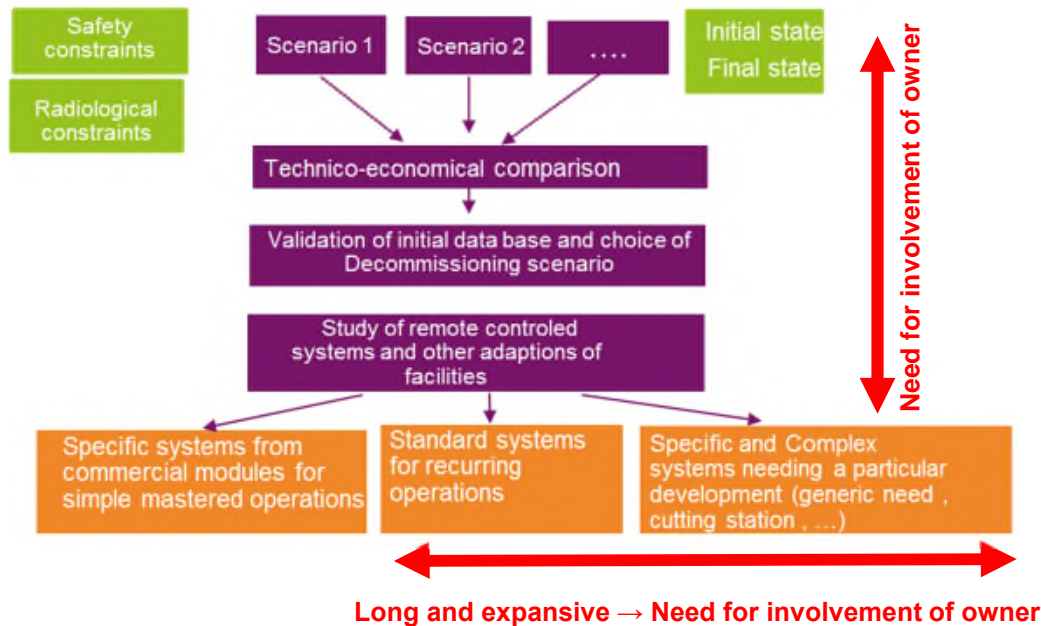 Safety
constraints
Radiological
constraints
Scenario 1
Scenario 2
....
Initial state
Final state
Technico-economical comparison
Validation of initial data base and choice of
Decommissioning scenario
Study of remote controled
systems and other adaptions of
facilities
Specific systems from
commercial modules for
simple mastered operations
Standard systems
for recurring
operations
Specific and Complex
systems needing a particular
development (generic need ,
cutting station , ...)
Need for involvement of owner
Long and expansive → Need for involvement of owner